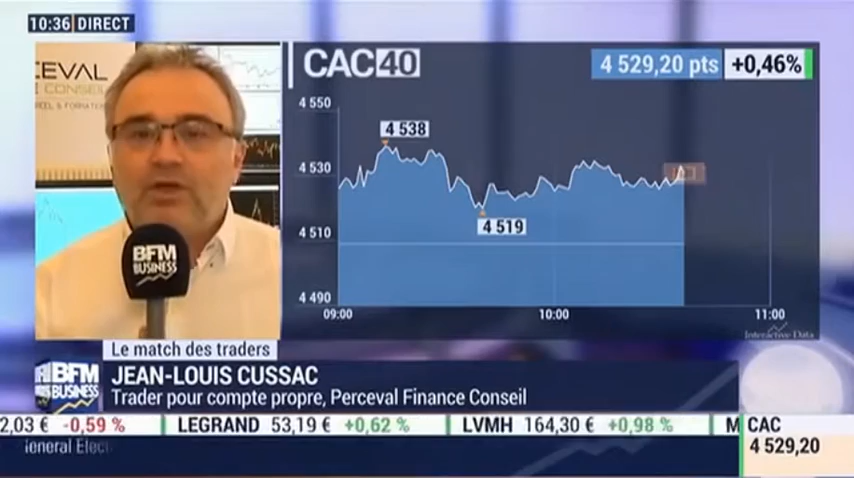 10:36 DIRECT
CEVAL
E CONSEIL
CAC40
4 529,20 pts
+0,46%
4 550
4 530
4 510
4 490
4 538
4 519
09:00
10:00
11:00
Interactive Data
BFM
BUSINESS
Le match des traders
BFM
BUSINESS
JEAN-LOUIS CUSSAC
Trader pour compte propre, Perceval Finance Conseil
2,03 € -0,59 % LEGRAND 53,19 € +0,62 % LVMH 164,30 € +0,98 % M
CAC
4 529,20
eneral Elect